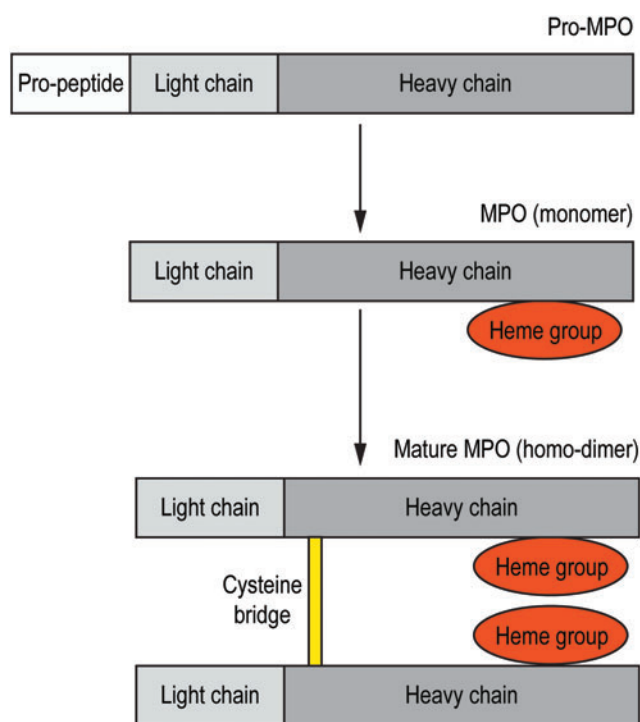 Pro-MPO
Pro-peptide Light chain Heavy chain
MPO (monomer)
Light chain Heavy chain
Heme group
Mature MPO (homo-dimer)
Light chain Heavy chain
Heme group
Cysteine
bridge
Heme group
Light chain Heavy chain